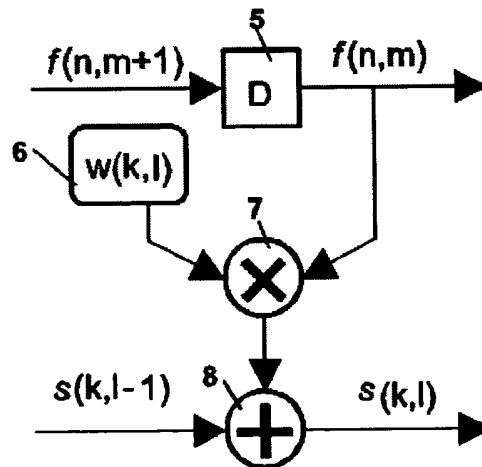 5
f(n,m+1) D f(n,m)
6 w(k,l)
7
×
s(k,l-1) 8 s(k,l)
+